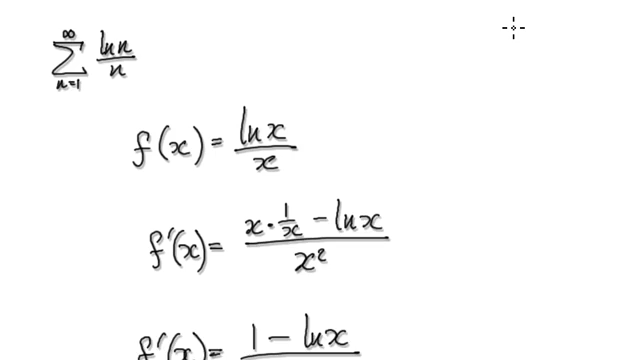 ∑_{n=1}^{∞} ln n / n
f(x) = ln x / x
f'(x) = (x · 1/x − ln x) / x²
f'(x) = 1 − ln x